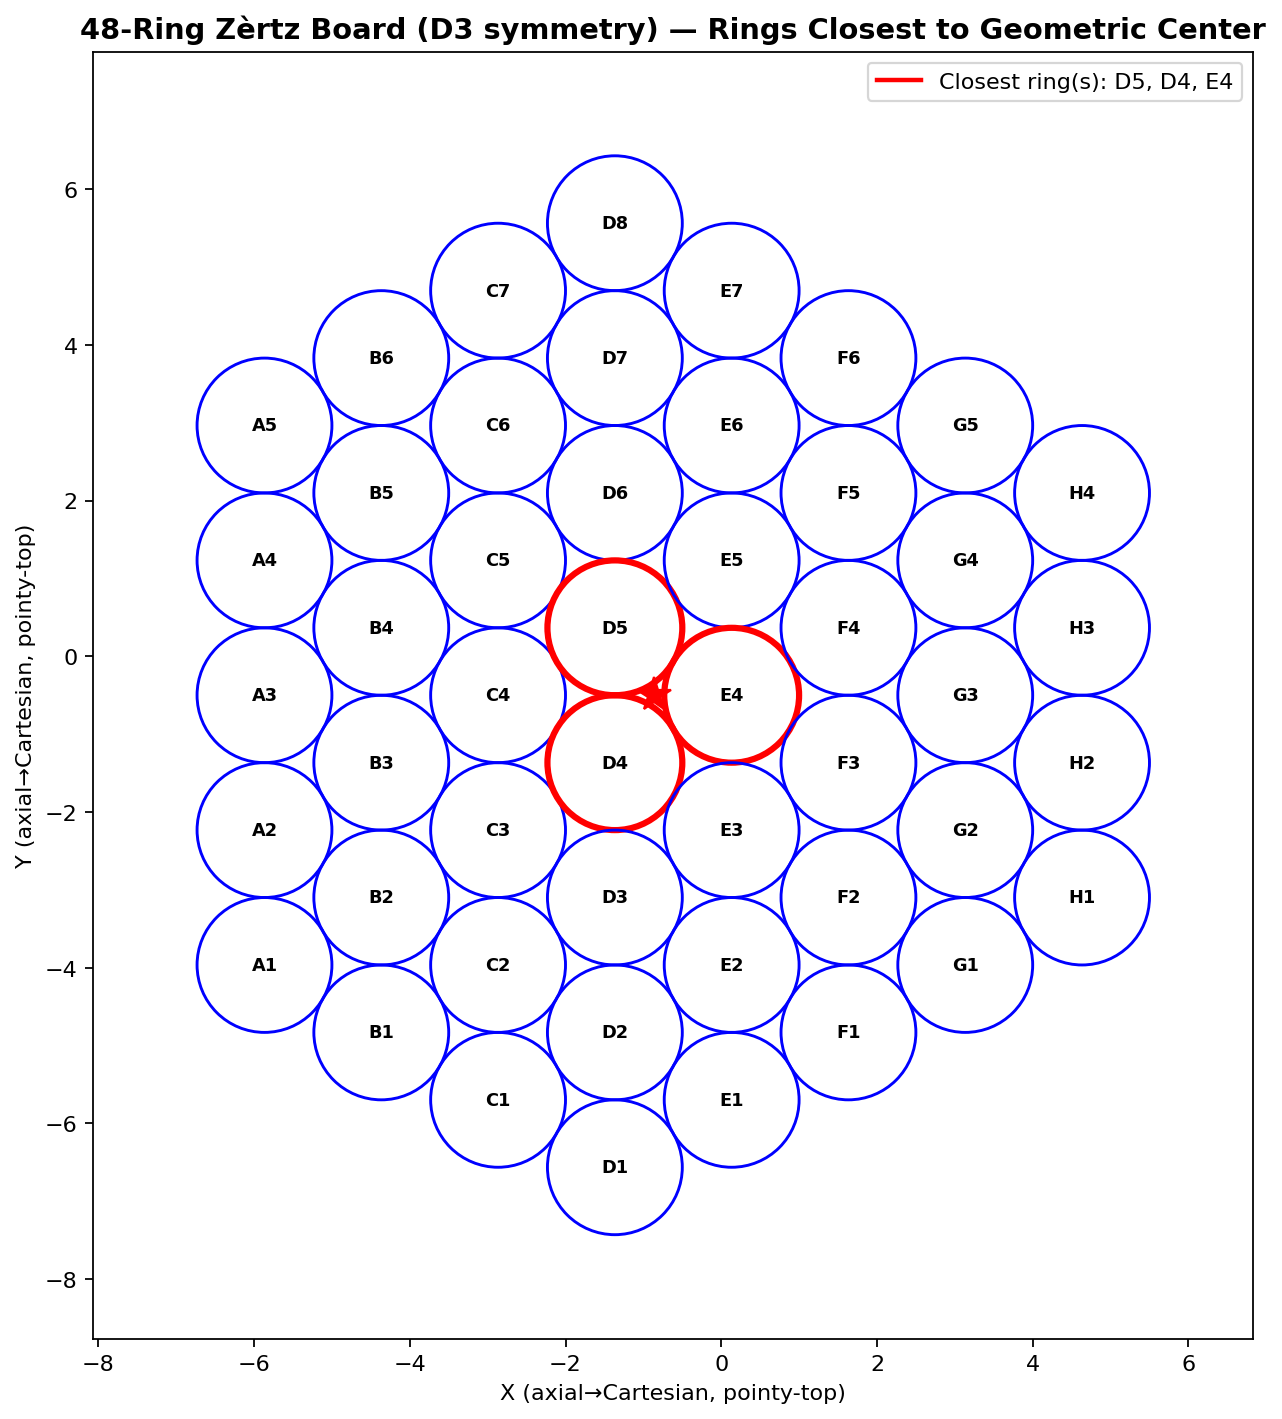 48-Ring Zèrtz Board (D3 symmetry) — Rings Closest to Geometric Center
Closest ring(s): D5, D4, E4
D8
C7 E7
B6 D7 F6
A5 C6 E6 G5
B5 D6 F5 H4
A4 C5 E5 G4
B4 D5 F4 H3
A3 C4 E4 G3
B3 D4 F3 H2
A2 C3 E3 G2
B2 D3 F2 H1
A1 C2 E2 G1
B1 D2 F1
C1 E1
D1
6
4
2
0
−2
−4
−6
−8
Y (axial→Cartesian, pointy-top)
−8 −6 −4 −2 0 2 4 6
X (axial→Cartesian, pointy-top)